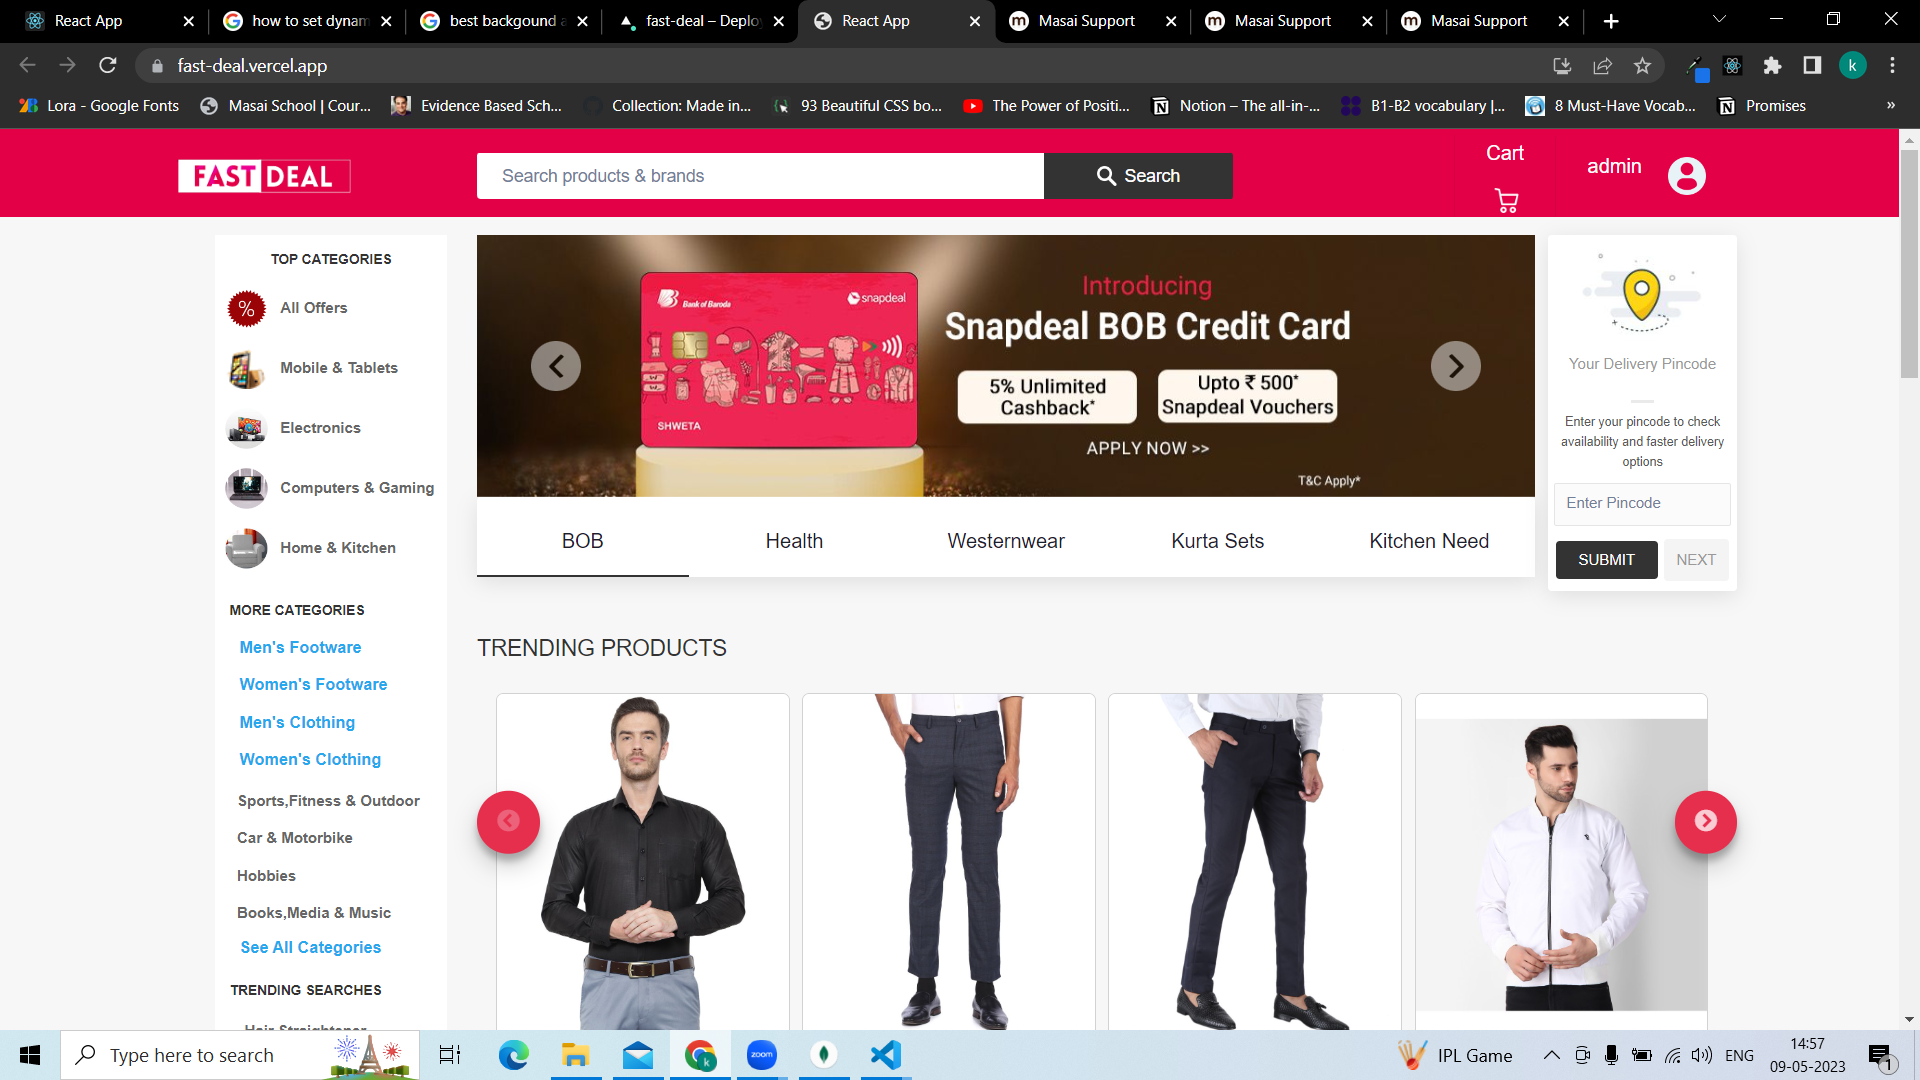 React App
how to set dynam
best backgound a
fast-deal – Deplo
React App
Masai Support
Masai Support
Masai Support
fast-deal.vercel.app
k
Lora - Google Fonts
Masai School | Cour...
Evidence Based Sch...
Collection: Made in...
93 Beautiful CSS bo...
The Power of Positi...
Notion – The all-in-...
B1-B2 vocabulary |...
8 Must-Have Vocab...
Promises
»
FAST DEAL
Search products & brands
Search
Cart
admin
TOP CATEGORIES
%
All Offers
Mobile & Tablets
Electronics
Computers & Gaming
Home & Kitchen
MORE CATEGORIES
Men's Footware
Women's Footware
Men's Clothing
Women's Clothing
Sports,Fitness & Outdoor
Car & Motorbike
Hobbies
Books,Media & Music
See All Categories
TRENDING SEARCHES
Hair Straightener
Bank of Baroda
snapdeal
SHWETA
Introducing
Snapdeal BOB Credit Card
5% Unlimited
Cashback*
Upto ₹ 500*
Snapdeal Vouchers
APPLY NOW >>
T&C Apply*
BOB
Health
Westernwear
Kurta Sets
Kitchen Need
Your Delivery Pincode
Enter your pincode to check
availability and faster delivery
options
Enter Pincode
SUBMIT
NEXT
TRENDING PRODUCTS
Type here to search
k
zoom
IPL Game
ENG
14:57
09-05-2023
1